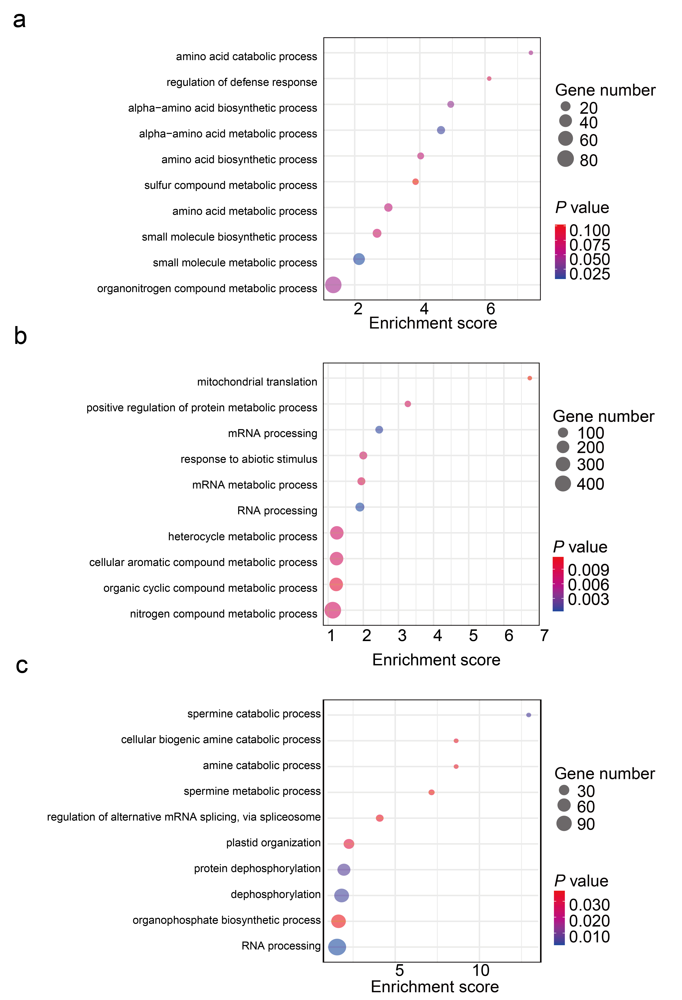 a
amino acid catabolic process
regulation of defense response
alpha−amino acid biosynthetic process
alpha−amino acid metabolic process
amino acid biosynthetic process
sulfur compound metabolic process
amino acid metabolic process
small molecule biosynthetic process
small molecule metabolic process
organonitrogen compound metabolic process
2 4 6
Enrichment score
Gene number
20
40
60
80
P value
0.100
0.075
0.050
0.025
b
mitochondrial translation
positive regulation of protein metabolic process
mRNA processing
response to abiotic stimulus
mRNA metabolic process
RNA processing
heterocycle metabolic process
cellular aromatic compound metabolic process
organic cyclic compound metabolic process
nitrogen compound metabolic process
1 2 3 4 5 6 7
Enrichment score
Gene number
100
200
300
400
P value
0.009
0.006
0.003
c
spermine catabolic process
cellular biogenic amine catabolic process
amine catabolic process
spermine metabolic process
regulation of alternative mRNA splicing, via spliceosome
plastid organization
protein dephosphorylation
dephosphorylation
organophosphate biosynthetic process
RNA processing
5 10
Enrichment score
Gene number
30
60
90
P value
0.030
0.020
0.010